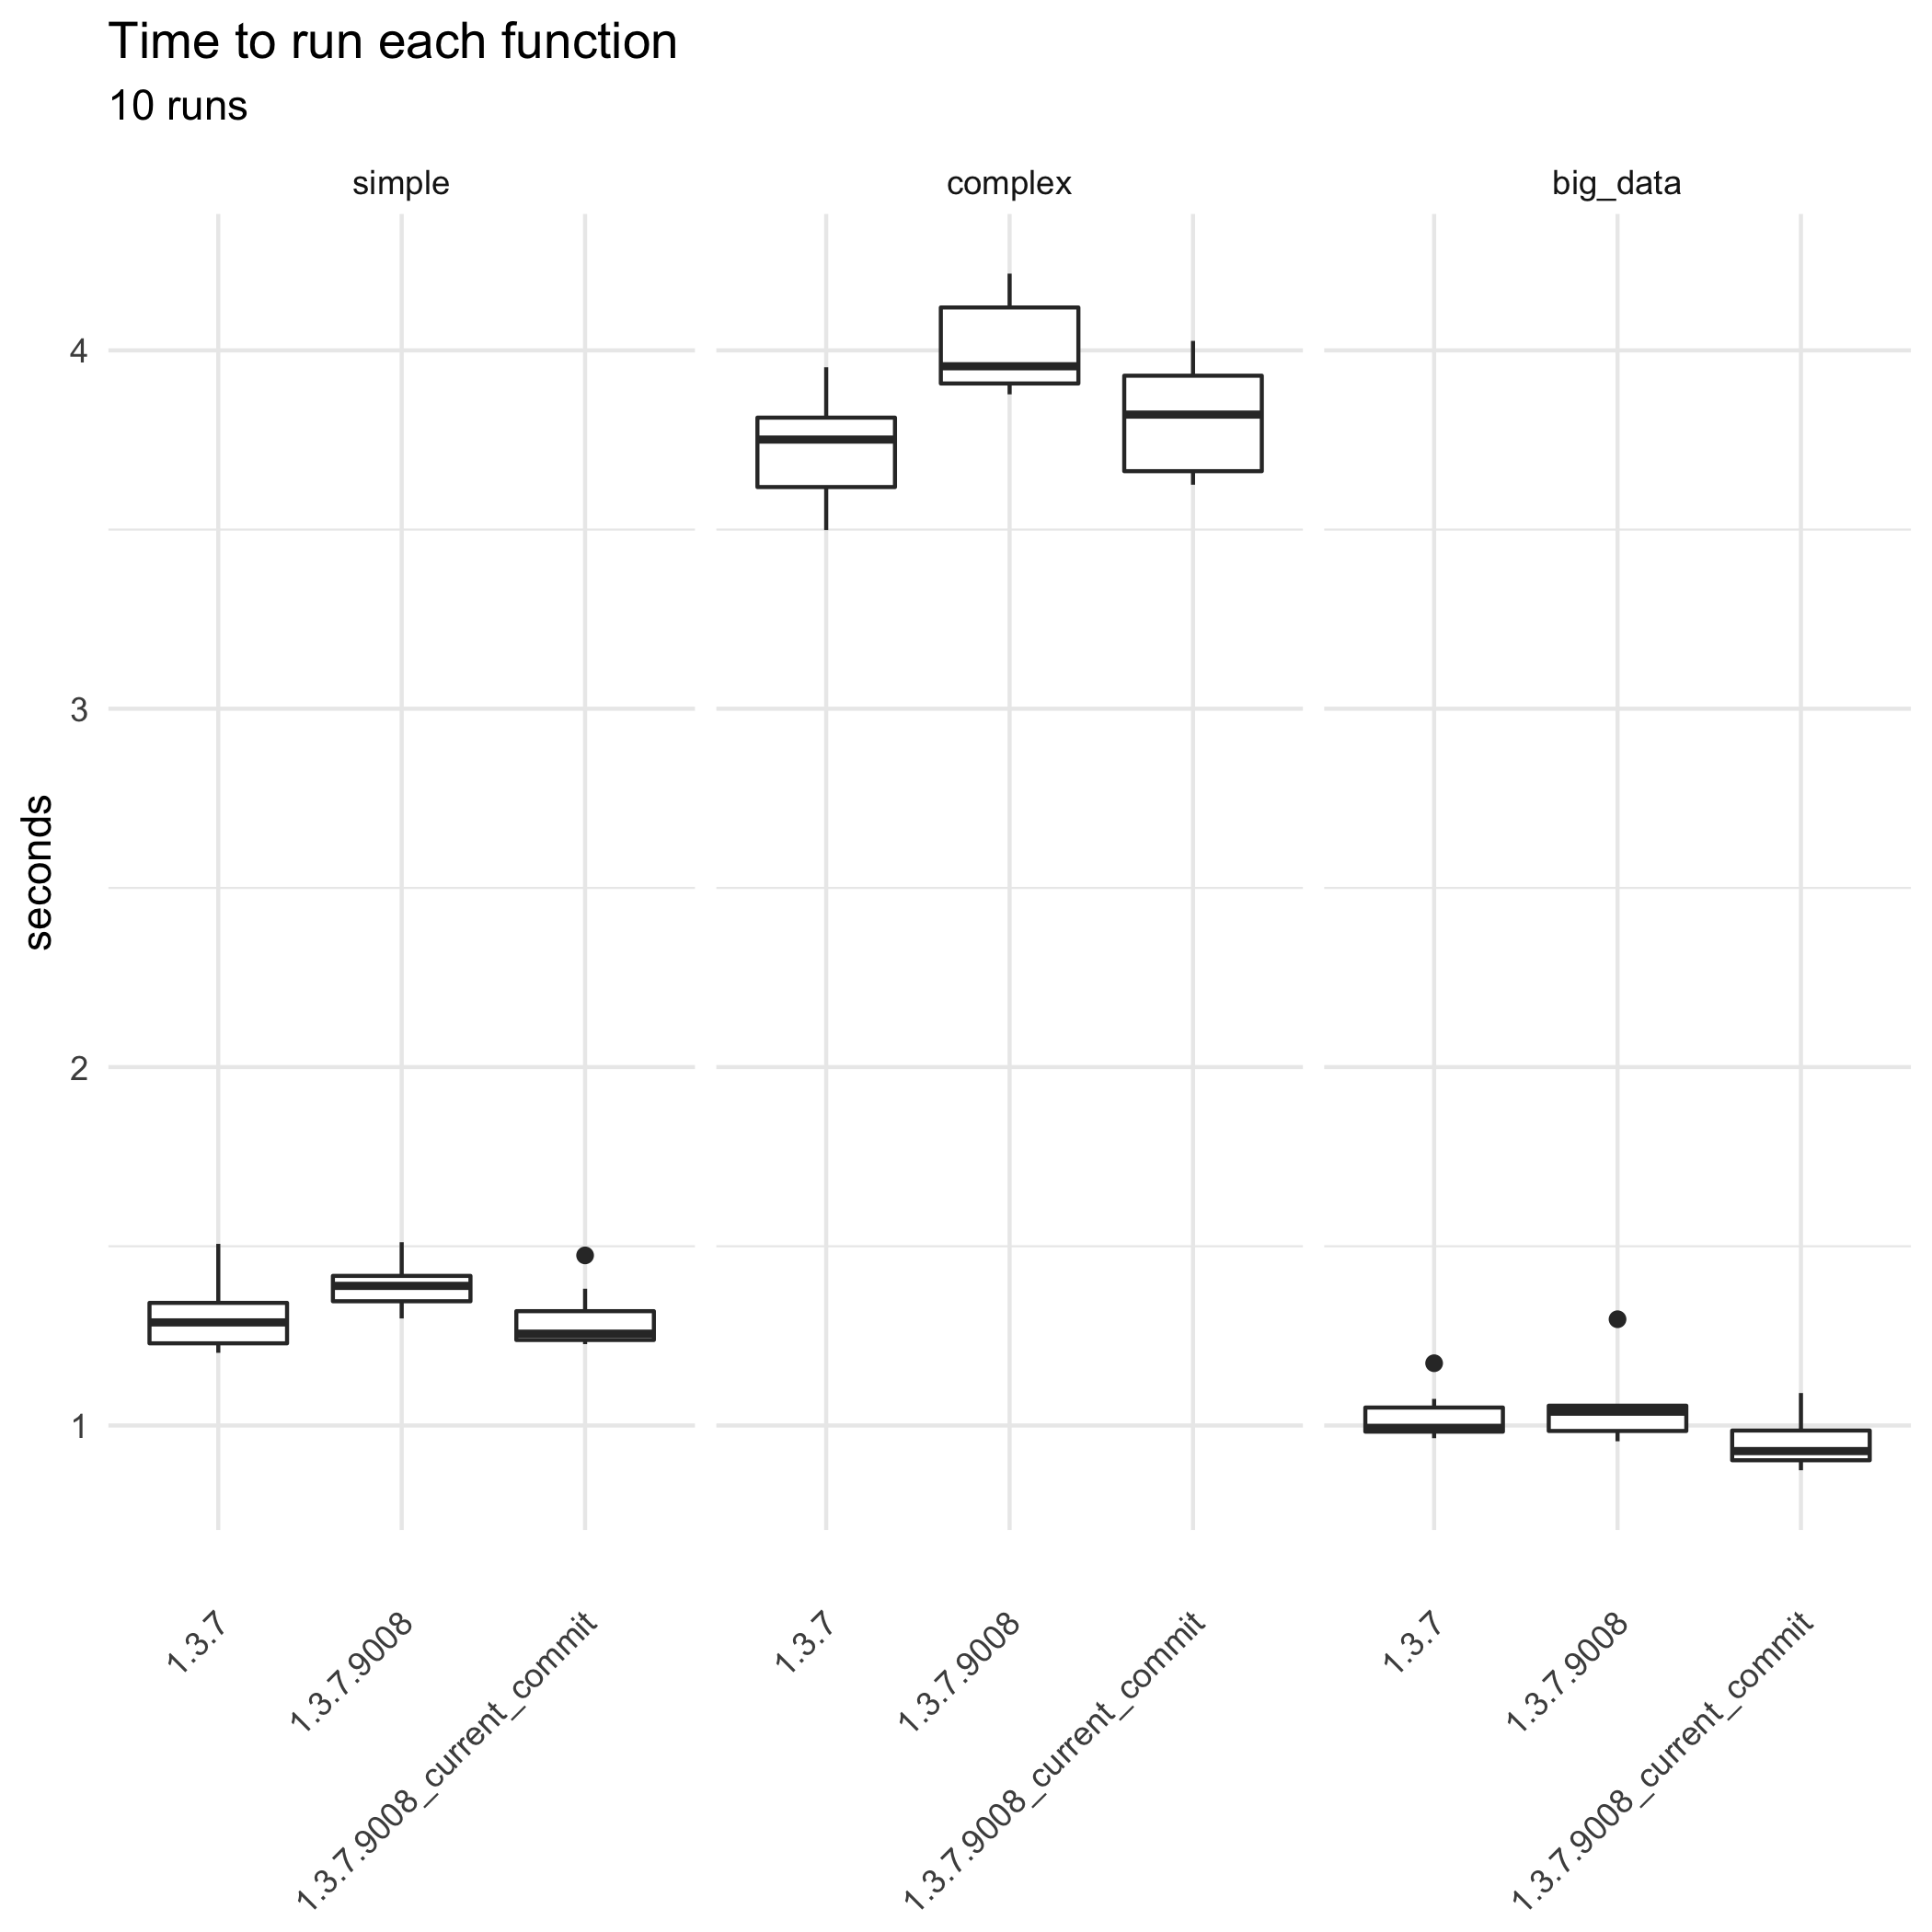 Time to run each function
10 runs
simple
complex
big_data
seconds
4
3
2
1
1.3.7
1.3.7.9008
1.3.7.9008_current_commit
1.3.7
1.3.7.9008
1.3.7.9008_current_commit
1.3.7
1.3.7.9008
1.3.7.9008_current_commit